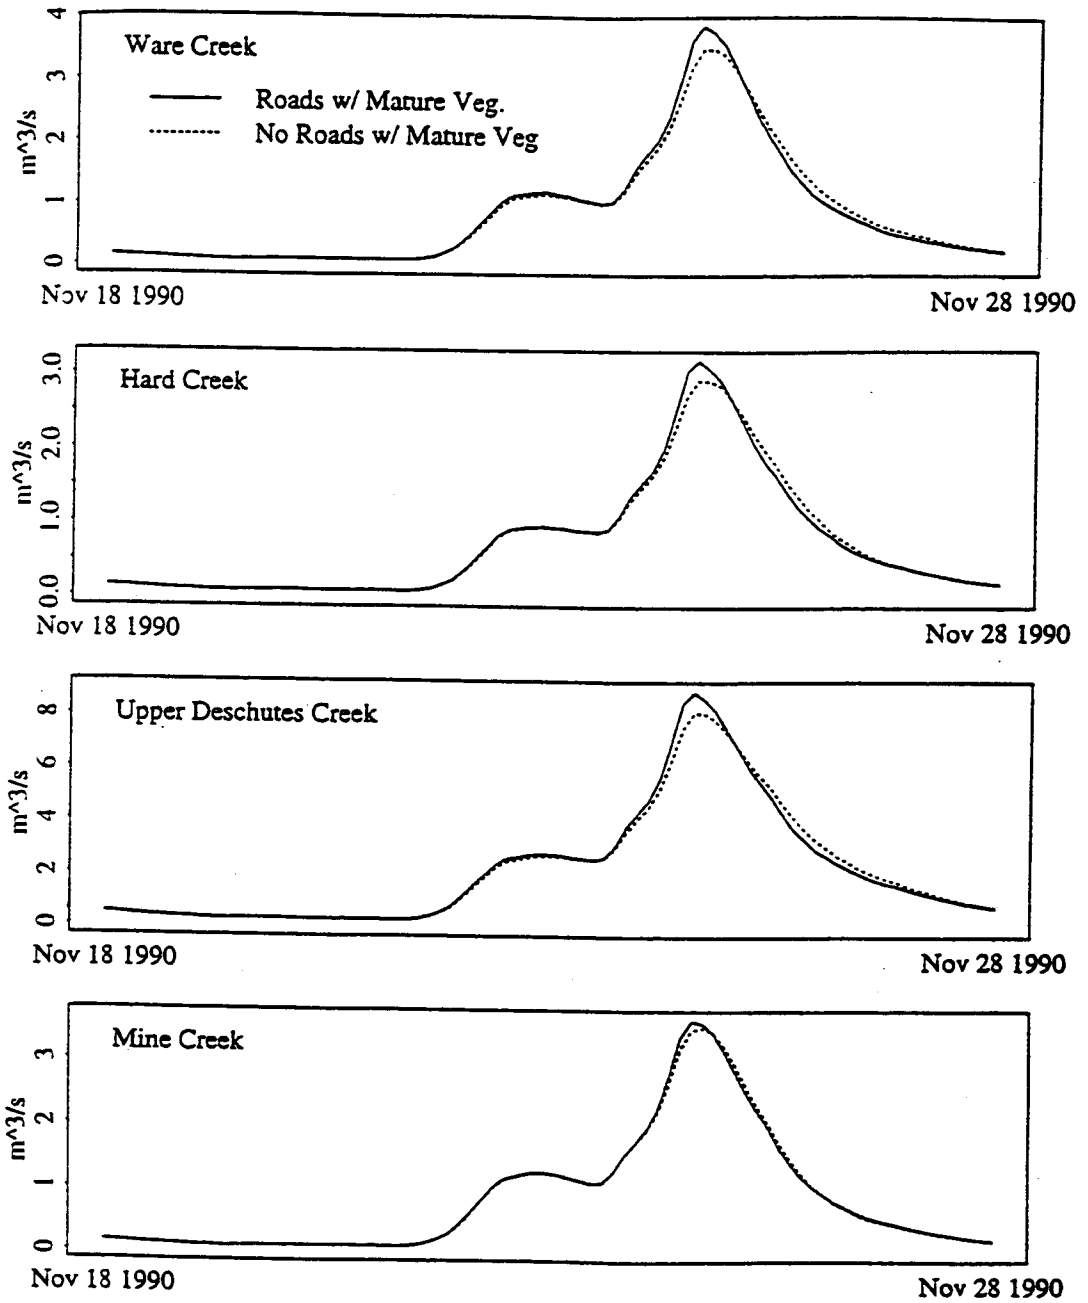 Ware Creek
Roads w/ Mature Veg.
No Roads w/ Mature Veg
m^3/s
4
3
2
1
0
Nov 18 1990
Nov 28 1990
Hard Creek
m^3/s
3.0
2.0
1.0
0.0
Nov 18 1990
Nov 28 1990
Upper Deschutes Creek
m^3/s
8
6
4
2
0
Nov 18 1990
Nov 28 1990
Mine Creek
m^3/s
3
2
1
0
Nov 18 1990
Nov 28 1990